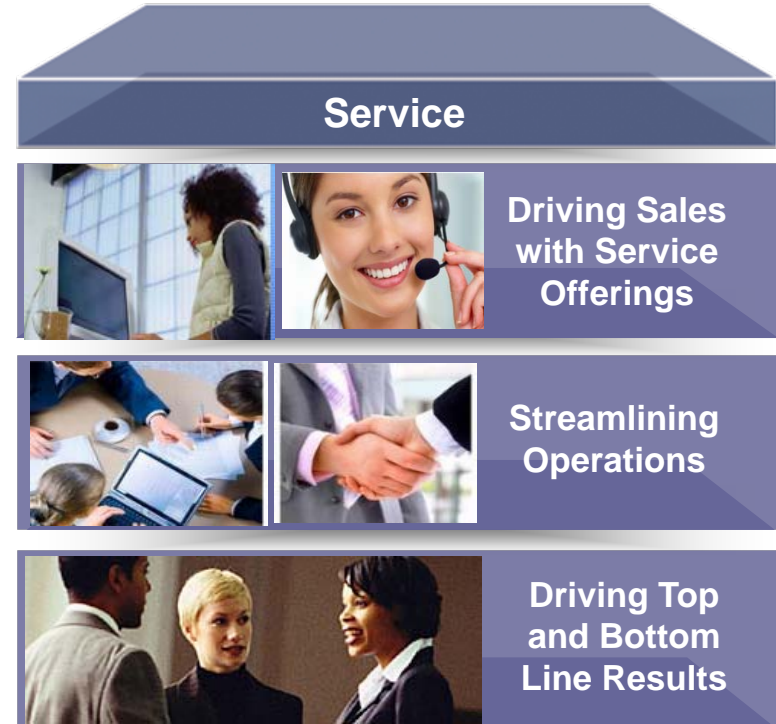 Service
Driving Sales
with Service
Offerings
Streamlining
Operations
Driving Top
and Bottom
Line Results